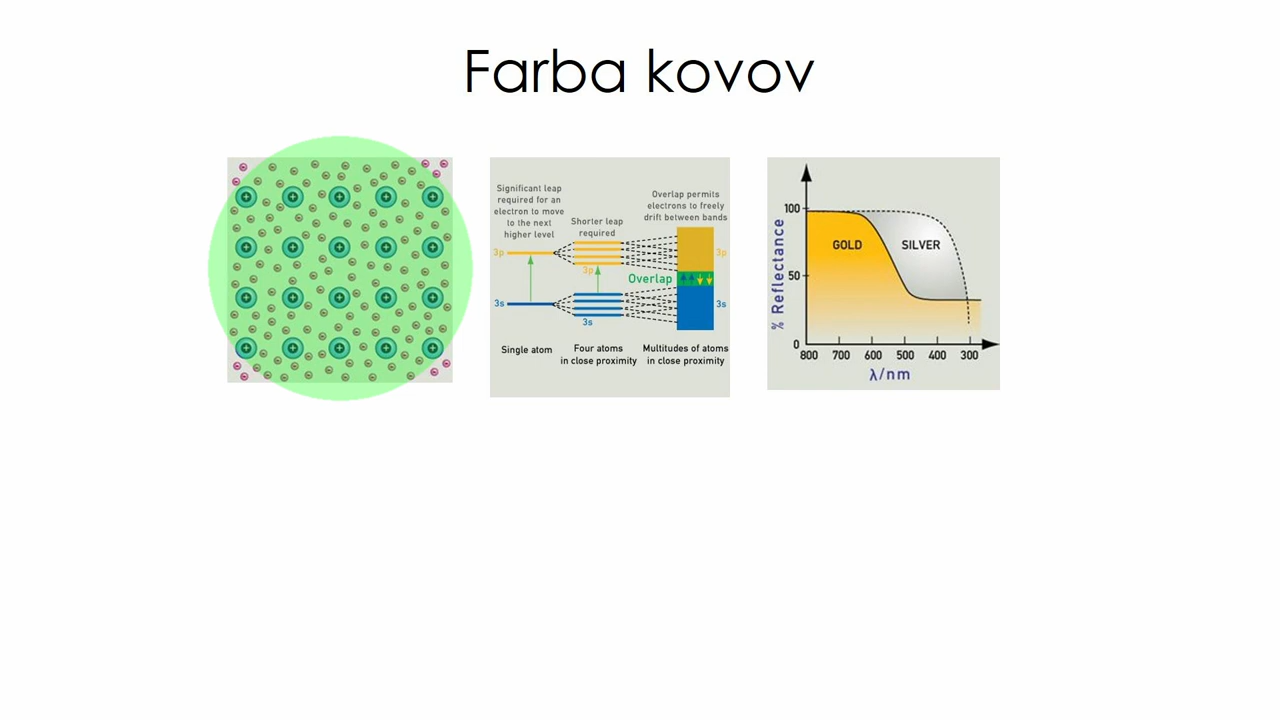 Farba kovov
Significant leap
required for an
electron to move
to the next
higher level
Shorter leap
required
Overlap permits
electrons to freely
drift between bands
3p
3p
3p
Overlap
3s
3s
3s
Single atom
Four atoms
in close proximity
Multitudes of atoms
in close proximity
% Reflectance
100
50
0
GOLD
SILVER
800 700 600 500 400 300
λ/nm